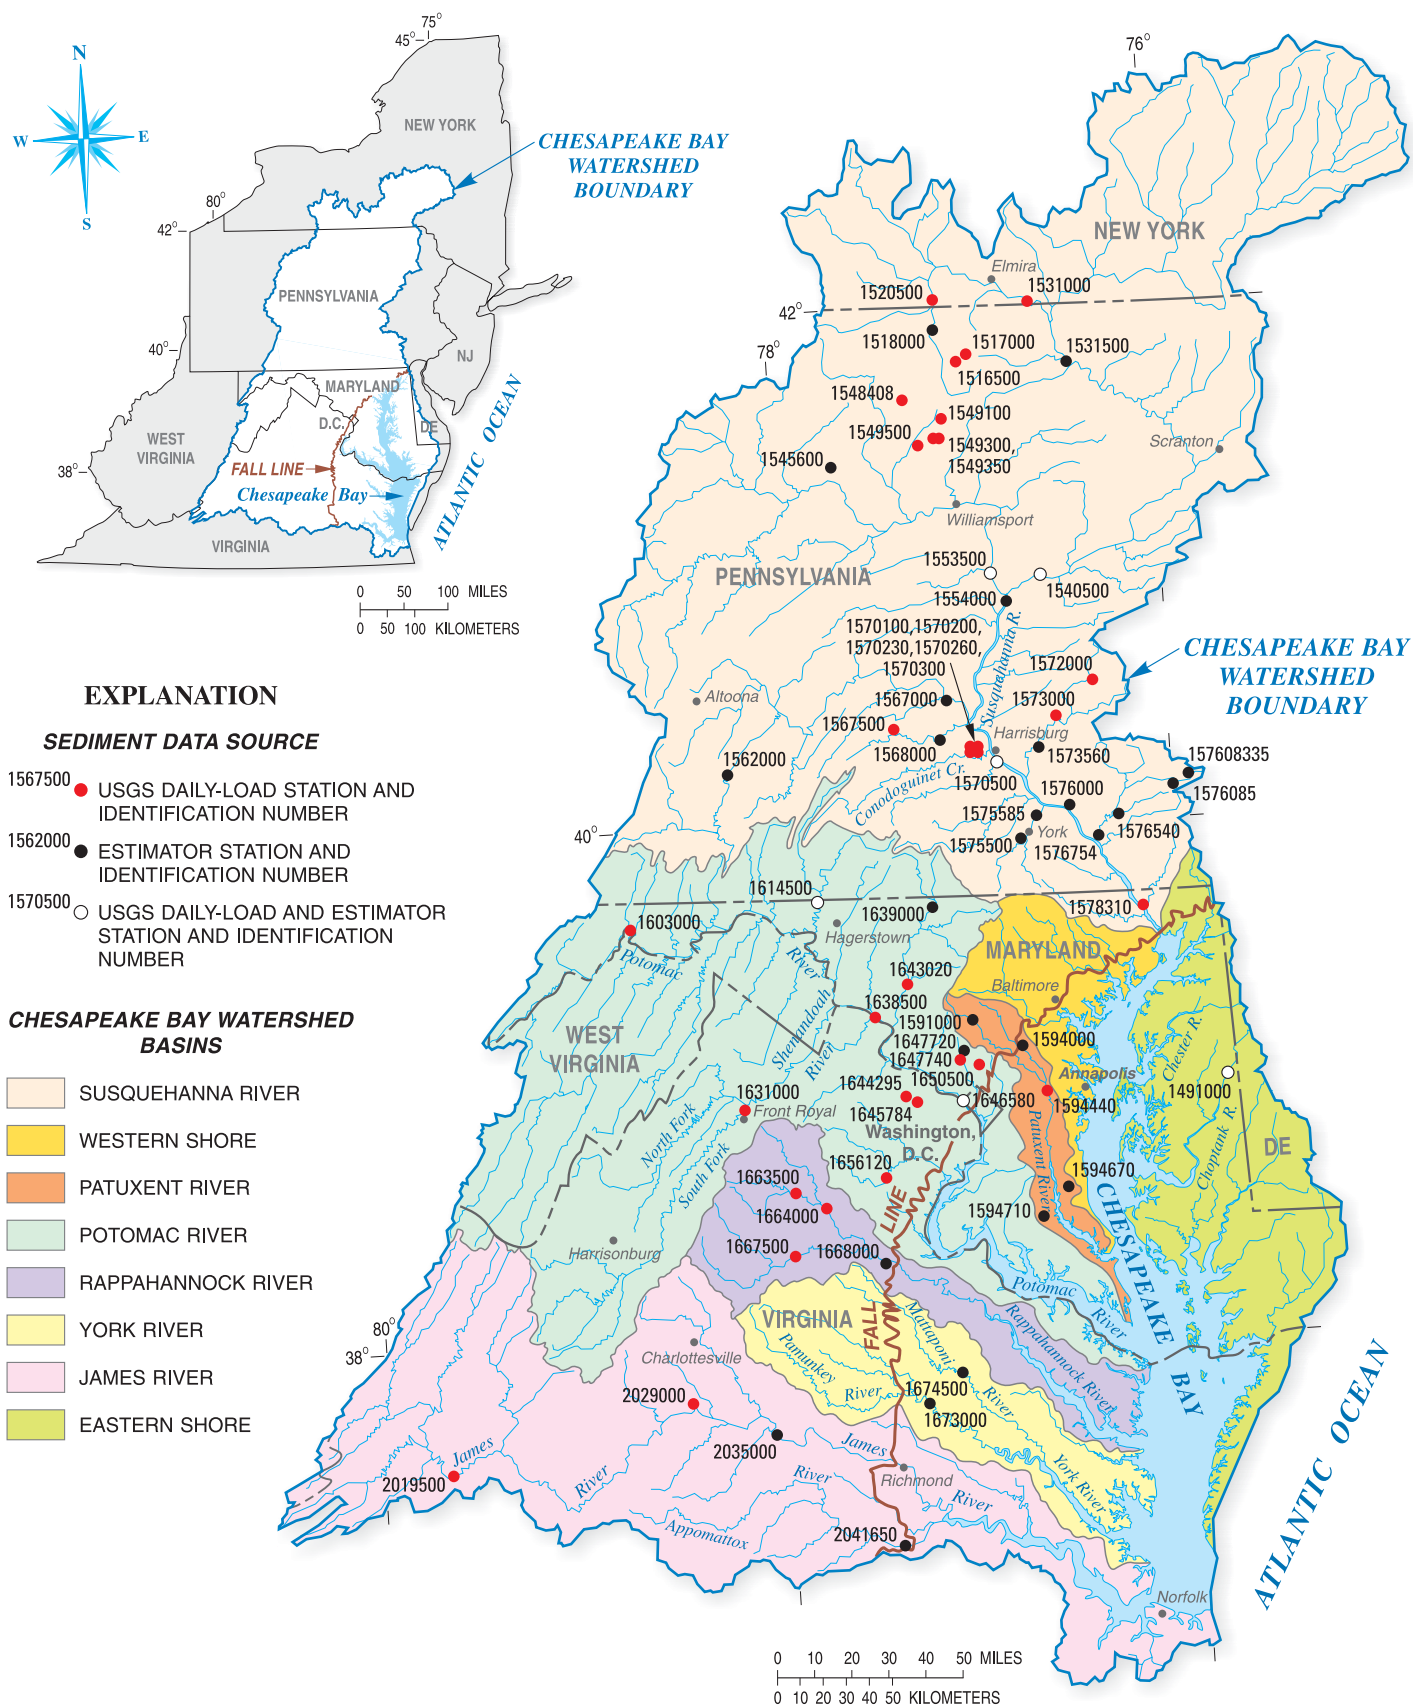 75°
45°
N
W
E
S
NEW YORK
CHESAPEAKE BAY
WATERSHED
BOUNDARY
80°
42°
PENNSYLVANIA
40°
NJ
MARYLAND
D.C.
DE
WEST
VIRGINIA
38°
FALL LINE
Chesapeake Bay
VIRGINIA
ATLANTIC OCEAN
0 50 100 MILES
0 50 100 KILOMETERS
EXPLANATION
SEDIMENT DATA SOURCE
1567500
USGS DAILY-LOAD STATION AND
IDENTIFICATION NUMBER
1562000
ESTIMATOR STATION AND
IDENTIFICATION NUMBER
1570500
USGS DAILY-LOAD AND ESTIMATOR
STATION AND IDENTIFICATION
NUMBER
CHESAPEAKE BAY WATERSHED
BASINS
SUSQUEHANNA RIVER
WESTERN SHORE
PATUXENT RIVER
POTOMAC RIVER
RAPPAHANNOCK RIVER
YORK RIVER
JAMES RIVER
EASTERN SHORE
76°
NEW YORK
Elmira
1520500
1531000
42°
1518000
1517000
1531500
78°
1516500
1548408
1549100
1549500
1549300,
1549350
Scranton
1545600
Williamsport
1553500
PENNSYLVANIA
1540500
1554000
1570100,1570200,
1570230,1570260,
1570300
Susquehanna R.
CHESAPEAKE BAY
WATERSHED
BOUNDARY
1572000
Altoona
1567000
1573000
1567500
Harrisburg
1568000
1573560
1562000
576608335
Conodoguinet Cr.
1570500
1576000
1576085
1575585
York
1576540
40°
1575500
1576754
1614500
1578310
1603000
1639000
Hagerstown
Potomac
River
MARYLAND
1643020
Baltimore
1638500
1591000
WEST
VIRGINIA
Shenandoah
River
1647720
1594000
1647740
Chester R.
1650500
Annapolis
1631000
1644295
1646580
1594440
1491000
Front Royal
1645784
Washington,
D.C.
North Fork
South Fork
Patuxent River
Choptank R.
DE
1656120
1663500
1594670
1664000
1594710
LINE
Harrisonburg
1667500
1668000
CHESAPEAKE
BAY
Potomac
River
VIRGINIA
FALL
Mattaponi
River
Rappahannock River
80°
38°
Charlottesville
Pamunkey
River
1674500
2029000
1673000
2035000
James
River
James
River
River
York River
Richmond
2019500
Appomattox
2041650
Norfolk
ATLANTIC OCEAN
0 10 20 30 40 50 MILES
0 10 20 30 40 50 KILOMETERS